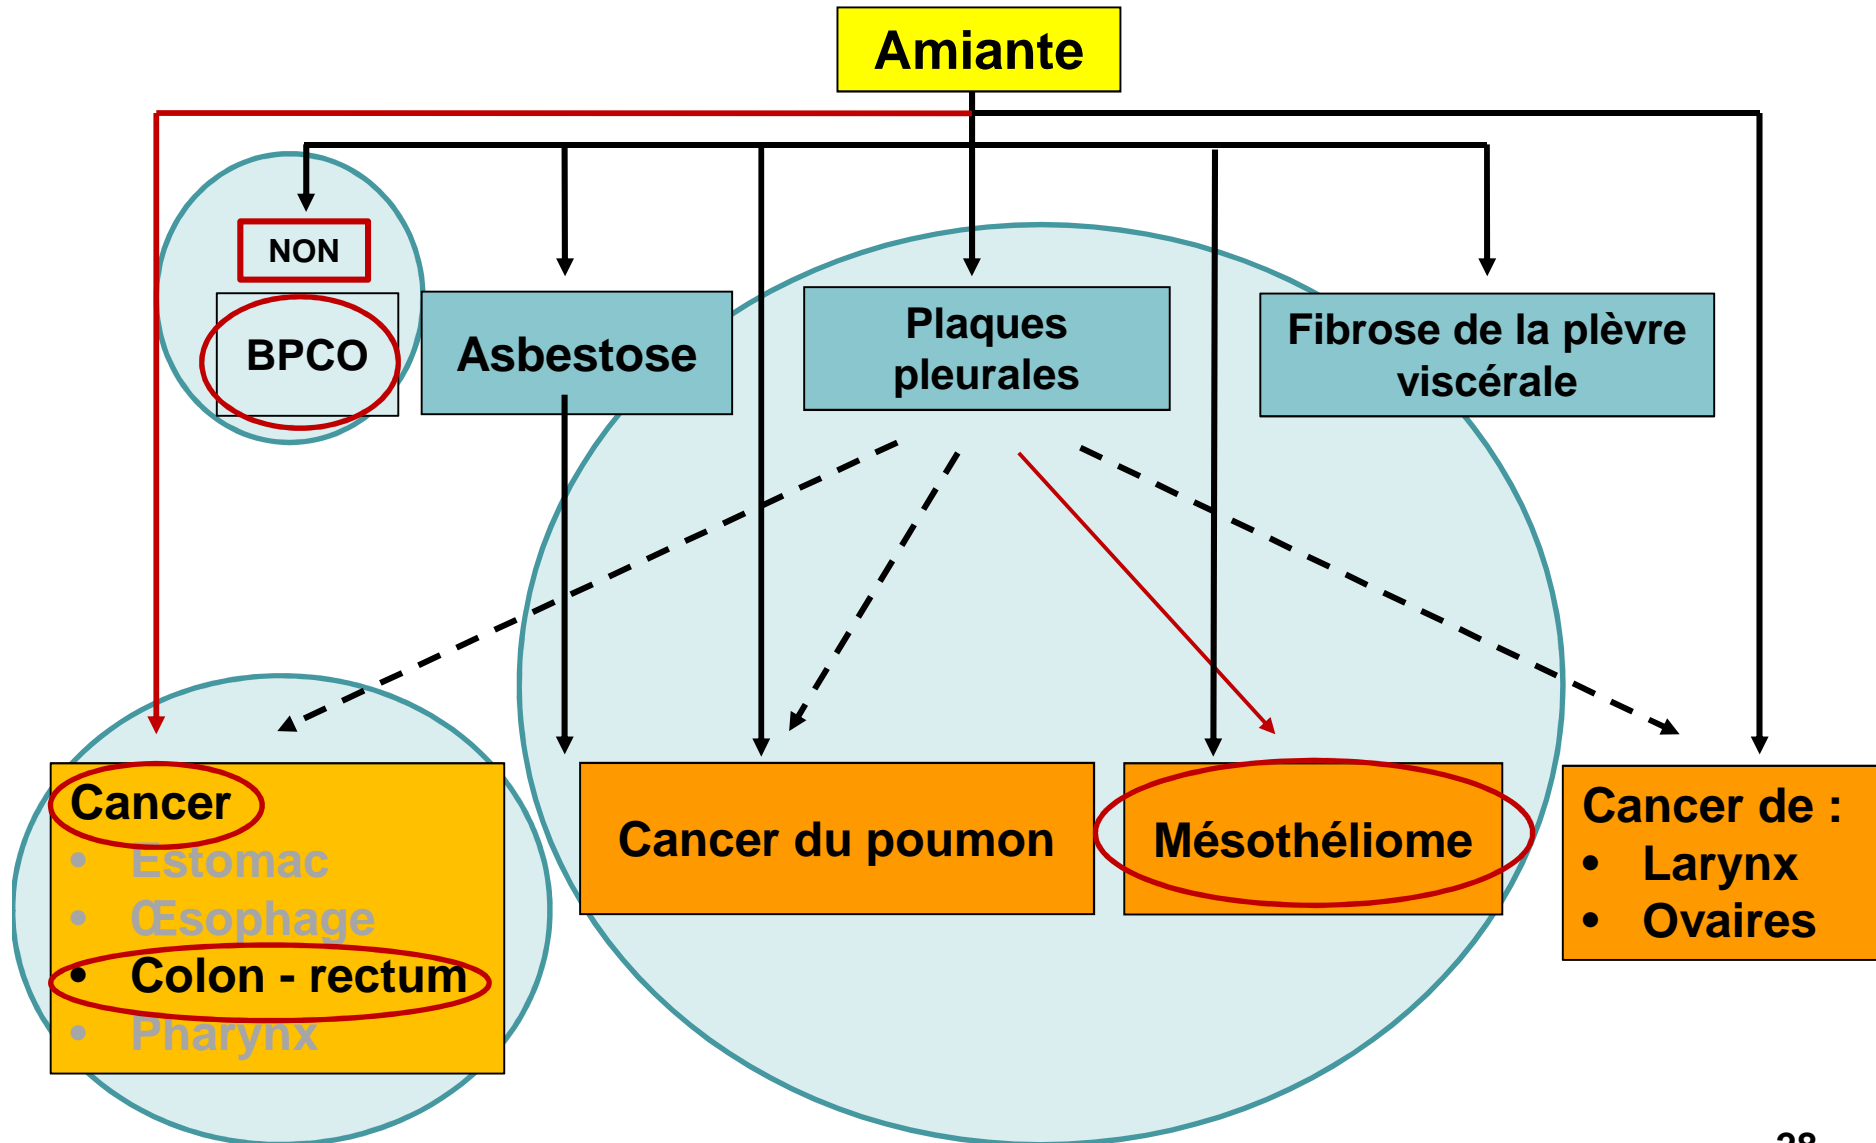 Amiante
NON
BPCO
Asbestose
Plaques
pleurales
Fibrose de la plèvre
viscérale
Cancer
• Estomac
• Œsophage
• Colon - rectum
• Pharynx
Cancer du poumon
Mésothéliome
Cancer de :
• Larynx
• Ovaires
28